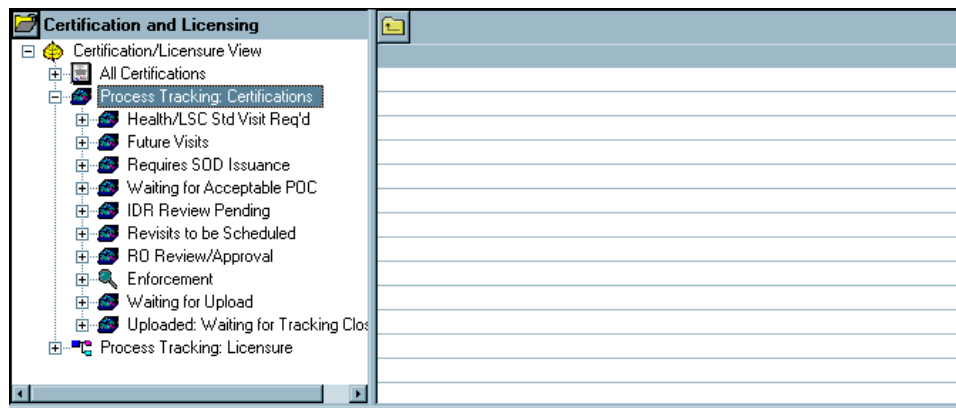 Certification and Licensing
Certification/Licensure View
All Certifications
Process Tracking: Certifications
Health/LSC Std Visit Req'd
Future Visits
Requires SOD Issuance
Waiting for Acceptable POC
IDR Review Pending
Revisits to be Scheduled
RO Review/Approval
Enforcement
Waiting for Upload
Uploaded: Waiting for Tracking Clos
Process Tracking: Licensure